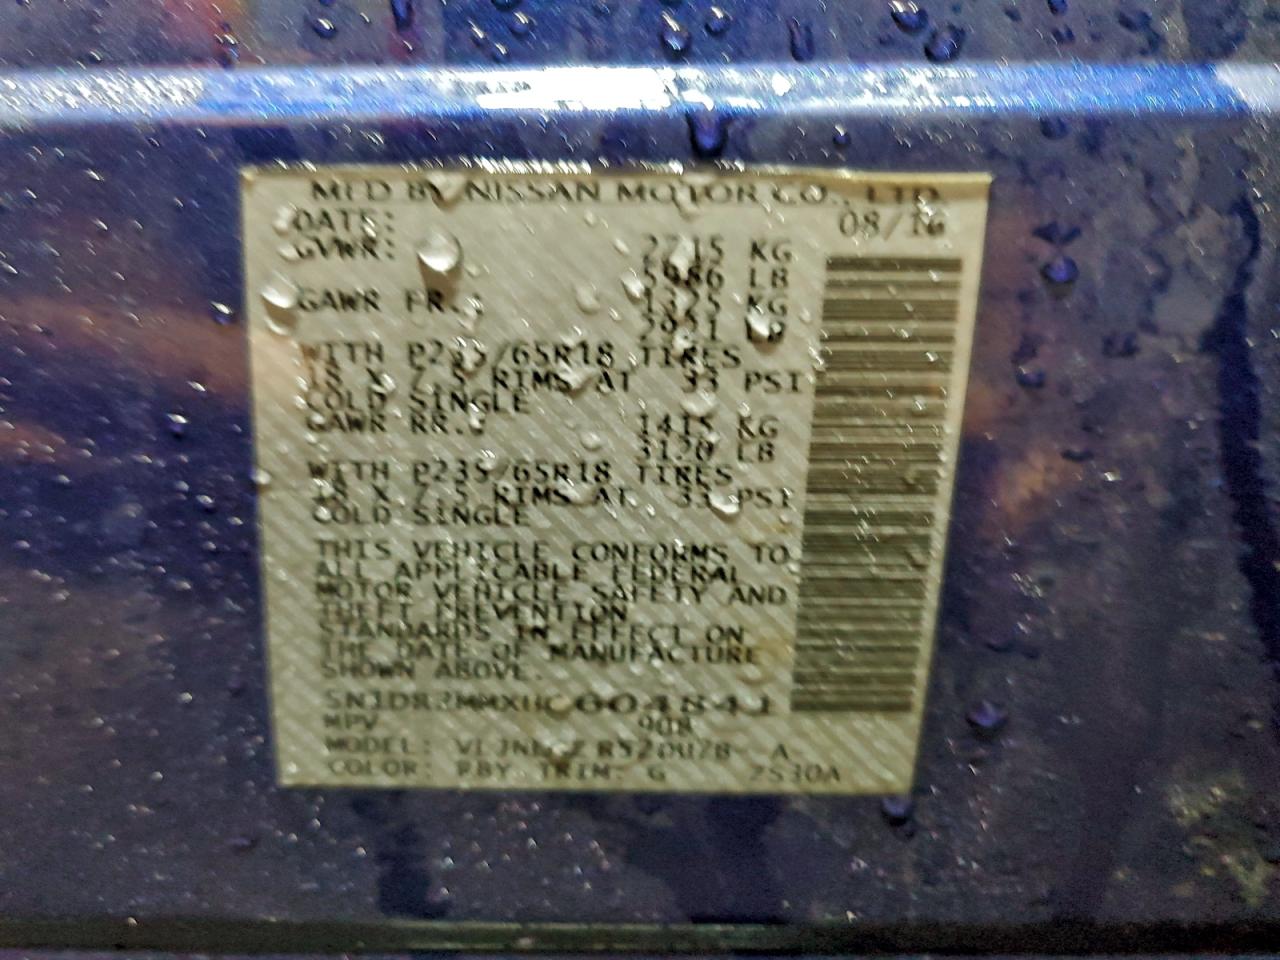 MFD BY NISSAN MOTOR CO., LTD.
DATE: 08/16
GVWR: 2715 KG
5986 LB
GAWR FR.: 1325 KG
2921 LB
WITH P235/65R18 TIRES
18 X 7.5 RIMS AT 33 PSI
COLD SINGLE
GAWR RR.: 1415 KG
3120 LB
WITH P235/65R18 TIRES
18 X 7.5 RIMS AT 33 PSI
COLD SINGLE
THIS VEHICLE CONFORMS TO
ALL APPLICABLE FEDERAL
MOTOR VEHICLE SAFETY AND
THEFT PREVENTION
STANDARDS IN EFFECT ON
THE DATE OF MANUFACTURE
SHOWN ABOVE.
MPV 908
MODEL: A
COLOR: RBY TRIM: G 2S30A